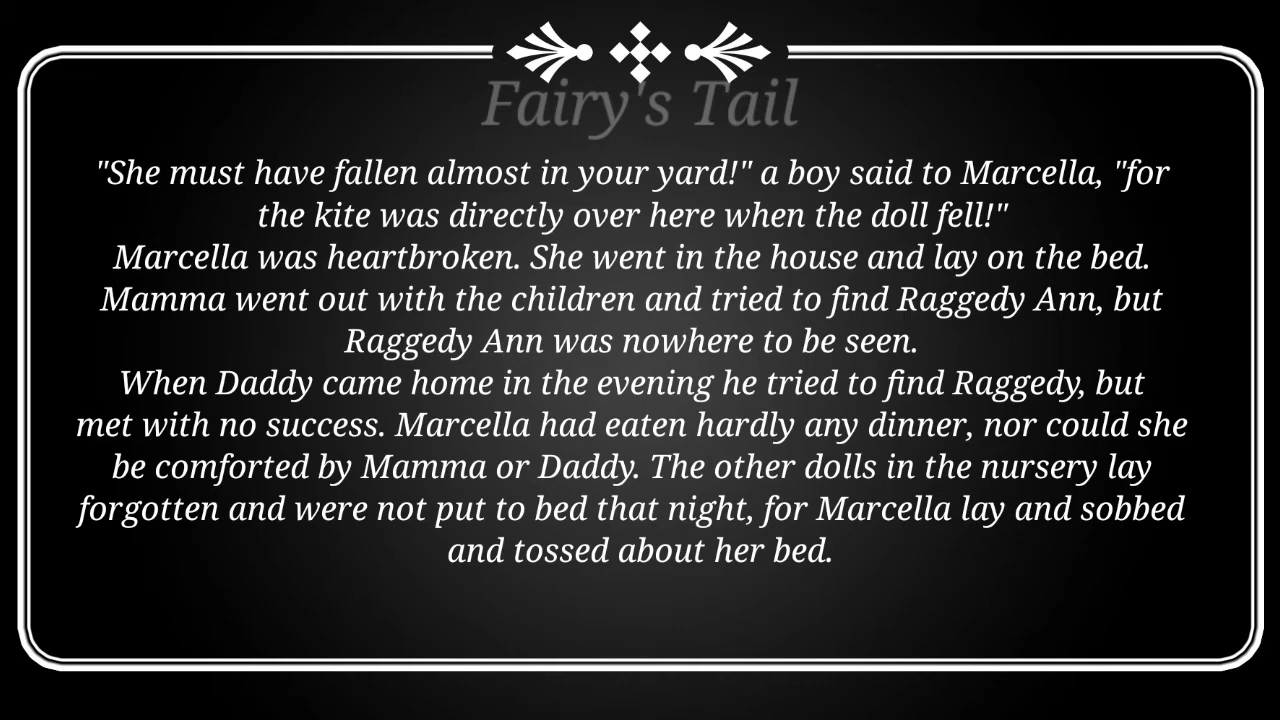 Fairy's Tail
"She must have fallen almost in your yard!" a boy said to Marcella, "for
the kite was directly over here when the doll fell!"
Marcella was heartbroken. She went in the house and lay on the bed.
Mamma went out with the children and tried to find Raggedy Ann, but
Raggedy Ann was nowhere to be seen.
When Daddy came home in the evening he tried to find Raggedy, but
met with no success. Marcella had eaten hardly any dinner, nor could she
be comforted by Mamma or Daddy. The other dolls in the nursery lay
forgotten and were not put to bed that night, for Marcella lay and sobbed
and tossed about her bed.